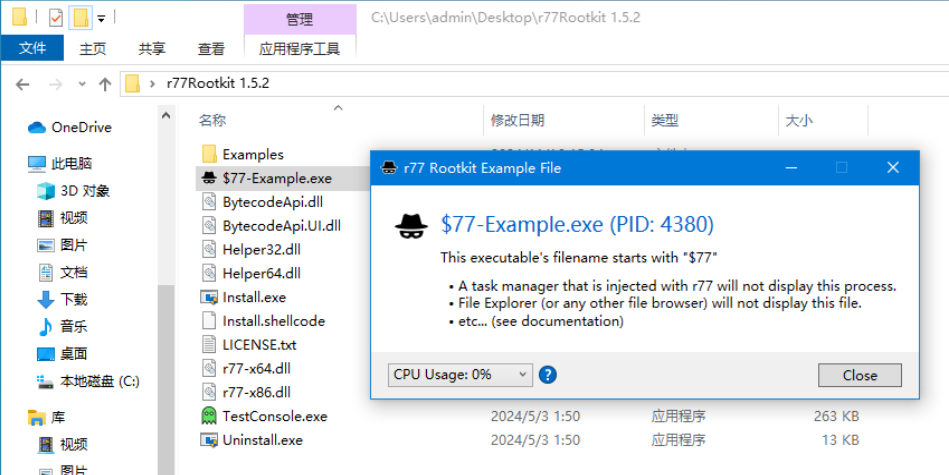 管理
C:\Users\admin\Desktop\r77Rootkit 1.5.2
文件 主页 共享 查看 应用程序工具
r77Rootkit 1.5.2
名称 修改日期 类型 大小
OneDrive
此电脑
3D 对象
视频
图片
文档
下载
音乐
桌面
本地磁盘 (C:)
库
视频
图片
Examples
$77-Example.exe
BytecodeApi.dll
BytecodeApi.UI.dll
Helper32.dll
Helper64.dll
Install.exe
Install.shellcode
LICENSE.txt
r77-x64.dll
r77-x86.dll
TestConsole.exe 2024/5/3 1:50 应用程序 263 KB
Uninstall.exe 2024/5/3 1:50 应用程序 13 KB
r77 Rootkit Example File
$77-Example.exe (PID: 4380)
This executable's filename starts with "$77"
• A task manager that is injected with r77 will not display this process.
• File Explorer (or any other file browser) will not display this file.
• etc... (see documentation)
CPU Usage: 0% ? Close